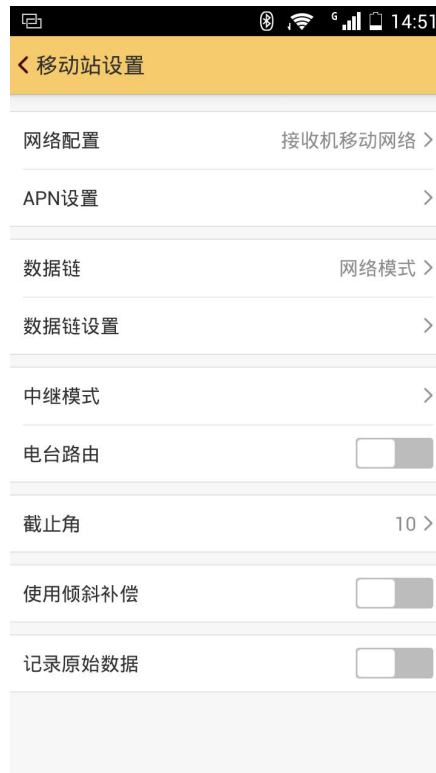 G 14:51
移动站设置
网络配置 接收机移动网络
APN设置
数据链 网络模式
数据链设置
中继模式
电台路由
截止角 10
使用倾斜补偿
记录原始数据